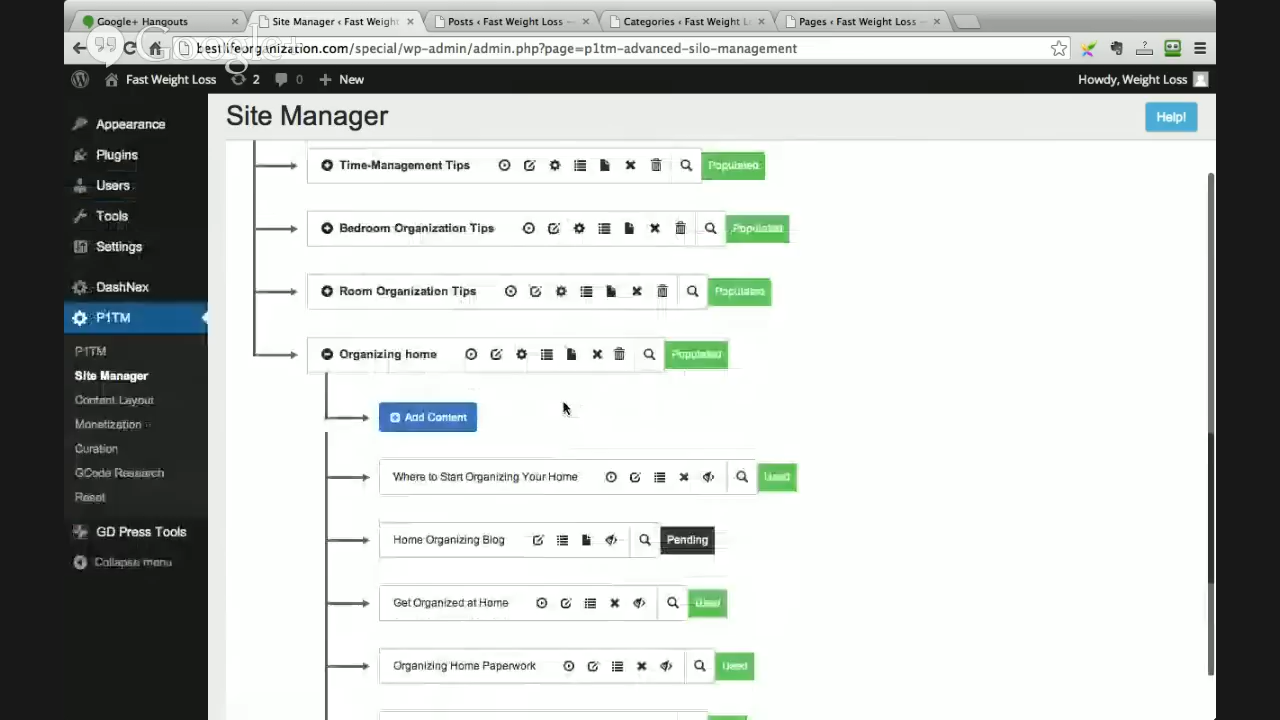 Google+ Hangouts
Site Manager ‹ Fast Weigh
Posts ‹ Fast Weight Loss —
Categories ‹ Fast Weight L
Pages ‹ Fast Weight Loss —
Google+
bestlifeorganization.com/special/wp-admin/admin.php?page=p1tm-advanced-silo-management
Fast Weight Loss
2
0
New
Howdy, Weight Loss
Appearance
Plugins
Users
Tools
Settings
DashNex
P1TM
P1TM
Site Manager
Content Layout
Monetization
Curation
GCode Research
Reset
GD Press Tools
Collapse menu
Site Manager
Help!
Time-Management Tips
Populated
Bedroom Organization Tips
Populated
Room Organization Tips
Populated
Organizing home
Populated
Add Content
Where to Start Organizing Your Home
Used
Home Organizing Blog
Pending
Get Organized at Home
Used
Organizing Home Paperwork
Used